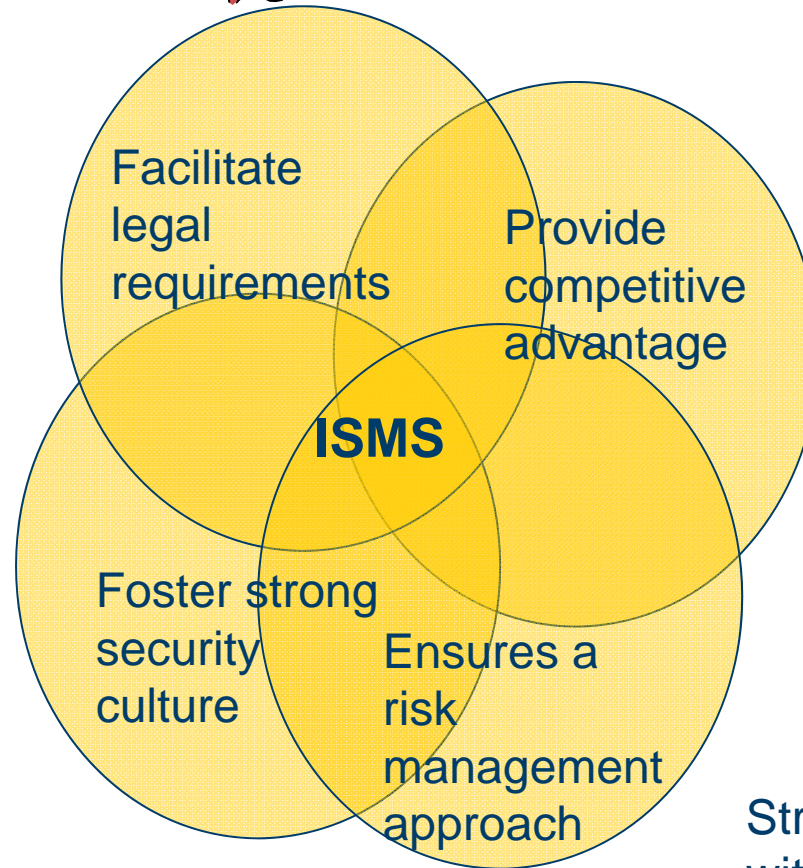 Facilitate
legal
requirements
Provide
competitive
advantage
ISMS
Foster strong
security
culture
Ensures a
risk
management
approach